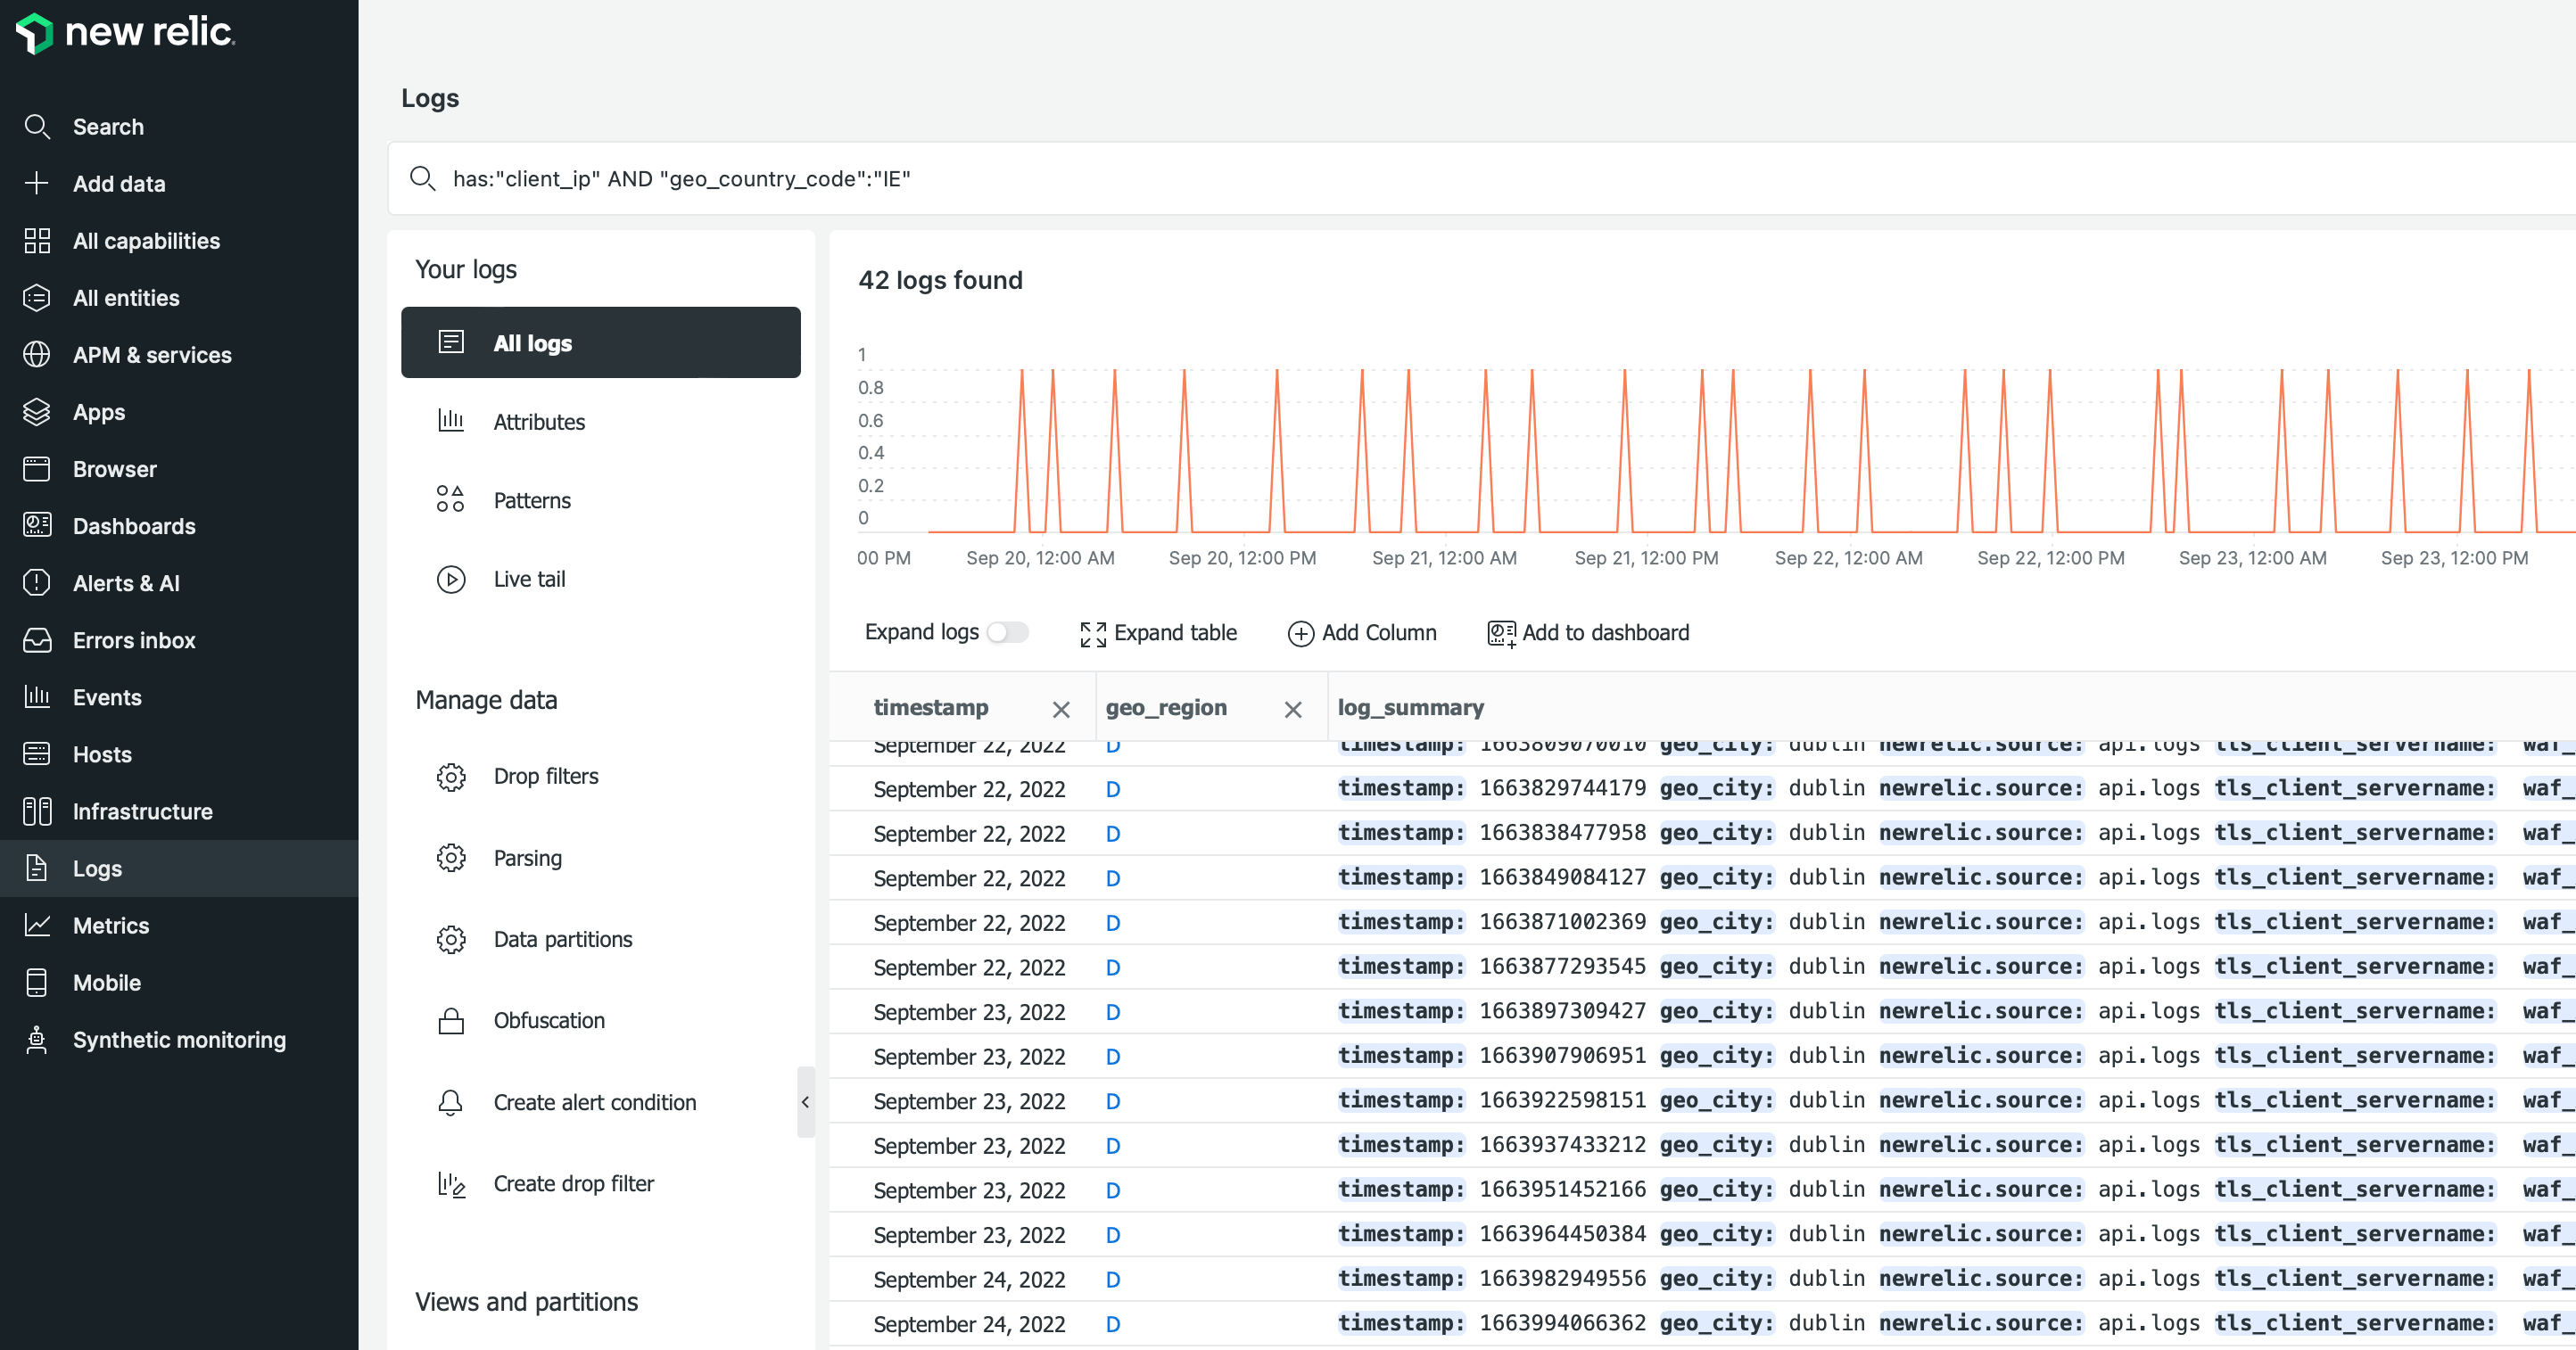 new relic.
Search
Add data
All capabilities
All entities
APM & services
Apps
Browser
Dashboards
Alerts & AI
Errors inbox
Events
Hosts
Infrastructure
Logs
Metrics
Mobile
Synthetic monitoring
Logs
has:"client_ip" AND "geo_country_code":"IE"
Your logs
All logs
Attributes
Patterns
Live tail
Manage data
Drop filters
Parsing
Data partitions
Obfuscation
Create alert condition
Create drop filter
Views and partitions
42 logs found
1
0.8
0.6
0.4
0.2
0
00 PM Sep 20, 12:00 AM Sep 20, 12:00 PM Sep 21, 12:00 AM Sep 21, 12:00 PM Sep 22, 12:00 AM Sep 22, 12:00 PM Sep 23, 12:00 AM Sep 23, 12:00 PM
Expand logs Expand table Add Column Add to dashboard
timestamp geo_region log_summary
September 22, 2022 D timestamp: 1663809070010 geo_city: dublin newrelic.source: api.logs tls_client_servername: waf_
September 22, 2022 D timestamp: 1663829744179 geo_city: dublin newrelic.source: api.logs tls_client_servername: waf_
September 22, 2022 D timestamp: 1663838477958 geo_city: dublin newrelic.source: api.logs tls_client_servername: waf_
September 22, 2022 D timestamp: 1663849084127 geo_city: dublin newrelic.source: api.logs tls_client_servername: waf_
September 22, 2022 D timestamp: 1663871002369 geo_city: dublin newrelic.source: api.logs tls_client_servername: waf_
September 22, 2022 D timestamp: 1663877293545 geo_city: dublin newrelic.source: api.logs tls_client_servername: waf_
September 23, 2022 D timestamp: 1663897309427 geo_city: dublin newrelic.source: api.logs tls_client_servername: waf_
September 23, 2022 D timestamp: 1663907906951 geo_city: dublin newrelic.source: api.logs tls_client_servername: waf_
September 23, 2022 D timestamp: 1663922598151 geo_city: dublin newrelic.source: api.logs tls_client_servername: waf_
September 23, 2022 D timestamp: 1663937433212 geo_city: dublin newrelic.source: api.logs tls_client_servername: waf_
September 23, 2022 D timestamp: 1663951452166 geo_city: dublin newrelic.source: api.logs tls_client_servername: waf_
September 23, 2022 D timestamp: 1663964450384 geo_city: dublin newrelic.source: api.logs tls_client_servername: waf_
September 24, 2022 D timestamp: 1663982949556 geo_city: dublin newrelic.source: api.logs tls_client_servername: waf_
September 24, 2022 D timestamp: 1663994066362 geo_city: dublin newrelic.source: api.logs tls_client_servername: waf_